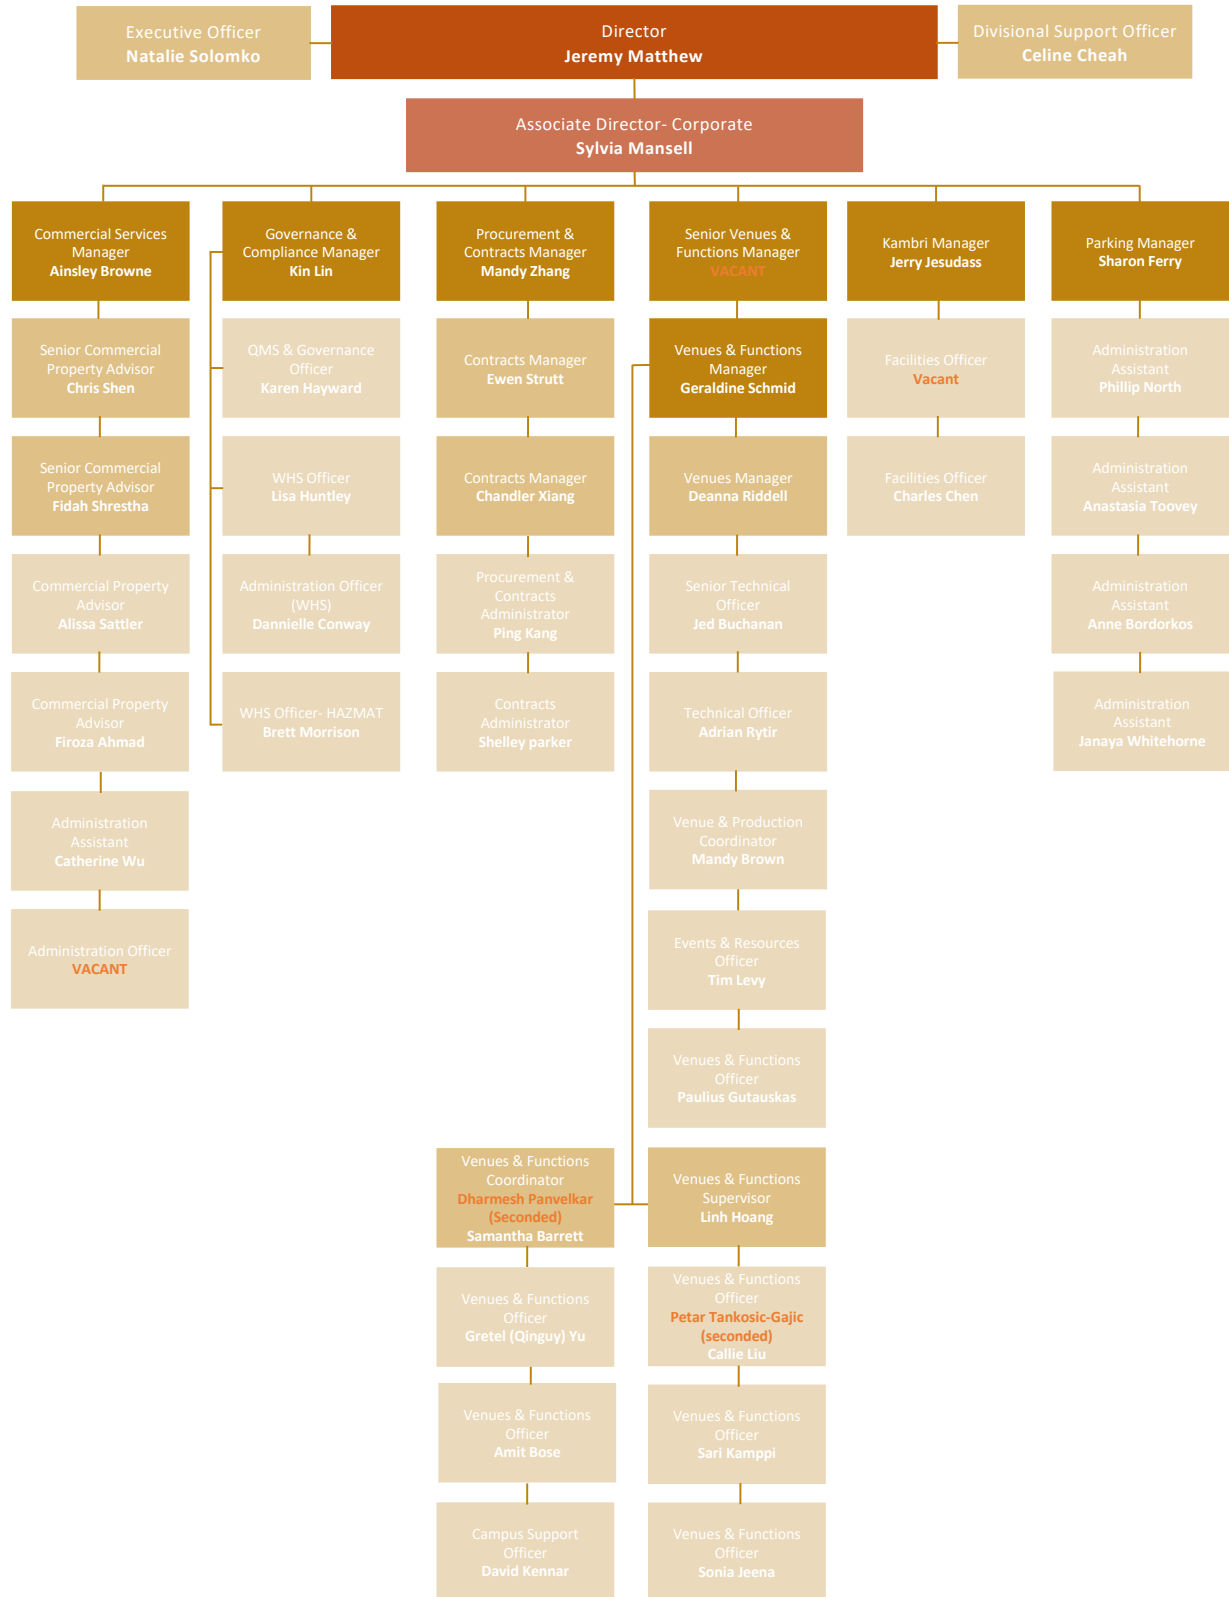 Executive Officer
Natalie Solomko
Director
Jeremy Matthew
Divisional Support Officer
Celine Cheah
Associate Director- Corporate
Sylvia Mansell
Commercial Services
Manager
Ainsley Browne
Governance &
Compliance Manager
Kin Lin
Procurement &
Contracts Manager
Mandy Zhang
Senior Venues &
Functions Manager
VACANT
Kambri Manager
Jerry Jesudass
Parking Manager
Sharon Ferry
Senior Commercial
Property Advisor
Chris Shen
QMS & Governance
Officer
Karen Hayward
Contracts Manager
Ewen Strutt
Venues & Functions
Manager
Geraldine Schmid
Facilities Officer
Vacant
Administration
Assistant
Phillip North
Senior Commercial
Property Advisor
Fidah Shrestha
WHS Officer
Lisa Huntley
Contracts Manager
Chandler Xiang
Venues Manager
Deanna Riddell
Facilities Officer
Charles Chen
Administration
Assistant
Anastasia Toovey
Commercial Property
Advisor
Alissa Sattler
Administration Officer
(WHS)
Dannielle Conway
Procurement &
Contracts
Administrator
Ping Kang
Senior Technical
Officer
Jed Buchanan
Administration
Assistant
Anne Bordorkos
Commercial Property
Advisor
Firoza Ahmad
WHS Officer- HAZMAT
Brett Morrison
Contracts
Administrator
Shelley parker
Technical Officer
Adrian Rytir
Administration
Assistant
Janaya Whitehorne
Administration
Assistant
Catherine Wu
Venue & Production
Coordinator
Mandy Brown
Administration Officer
VACANT
Events & Resources
Officer
Tim Levy
Venues & Functions
Officer
Paulius Gutauskas
Venues & Functions
Coordinator
Dharmesh Panvelkar
(Seconded)
Samantha Barrett
Venues & Functions
Supervisor
Linh Hoang
Venues & Functions
Officer
Gretel (Qinguy) Yu
Venues & Functions
Officer
Petar Tankosic-Gajic
(seconded)
Callie Liu
Venues & Functions
Officer
Amit Bose
Venues & Functions
Officer
Sari Kamppi
Campus Support
Officer
David Kennar
Venues & Functions
Officer
Sonia Jeena